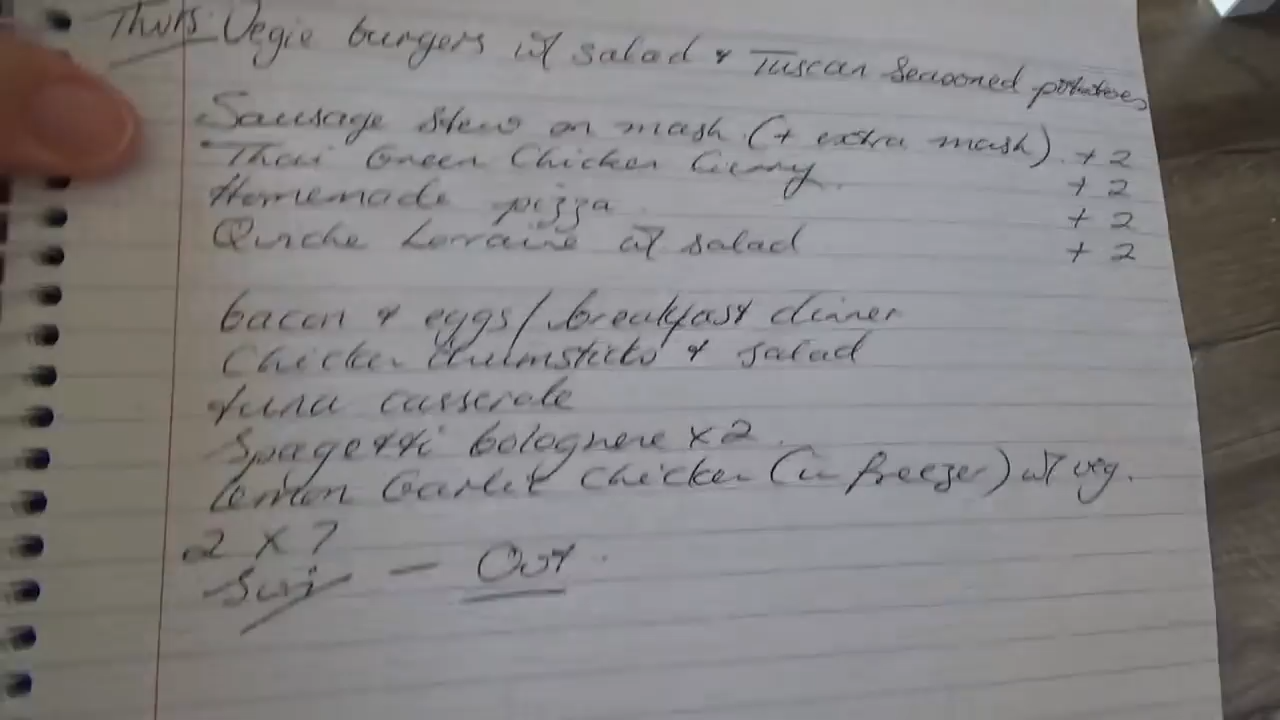 Thurs: Vegie burgers w/ salad & Tuscan Seasoned potatoes
Sausage Stew on mash (+ extra mash) + 2
Thai Green Chicken Curry. + 2
Homemade pizza + 2
Quiche Lorraine w/ salad + 2
bacon & eggs/breakfast dinner
Chicken drumsticks & salad
tuna casserole
Spagetti bolognese x 2.
lemon Garlic Chicken (in freezer) w/ veg.
2 x ?
— Out.